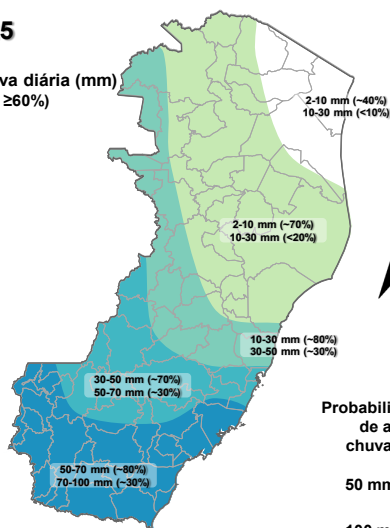 5
va diária (mm)
≥60%)
2-10 mm (~40%)
10-30 mm (<10%)
2-10 mm (~70%)
10-30 mm (<20%)
10-30 mm (~80%)
30-50 mm (~30%)
30-50 mm (~70%)
50-70 mm (~30%)
50-70 mm (~80%)
70-100 mm (~30%)
Probabili
de a
chuva
50 mm